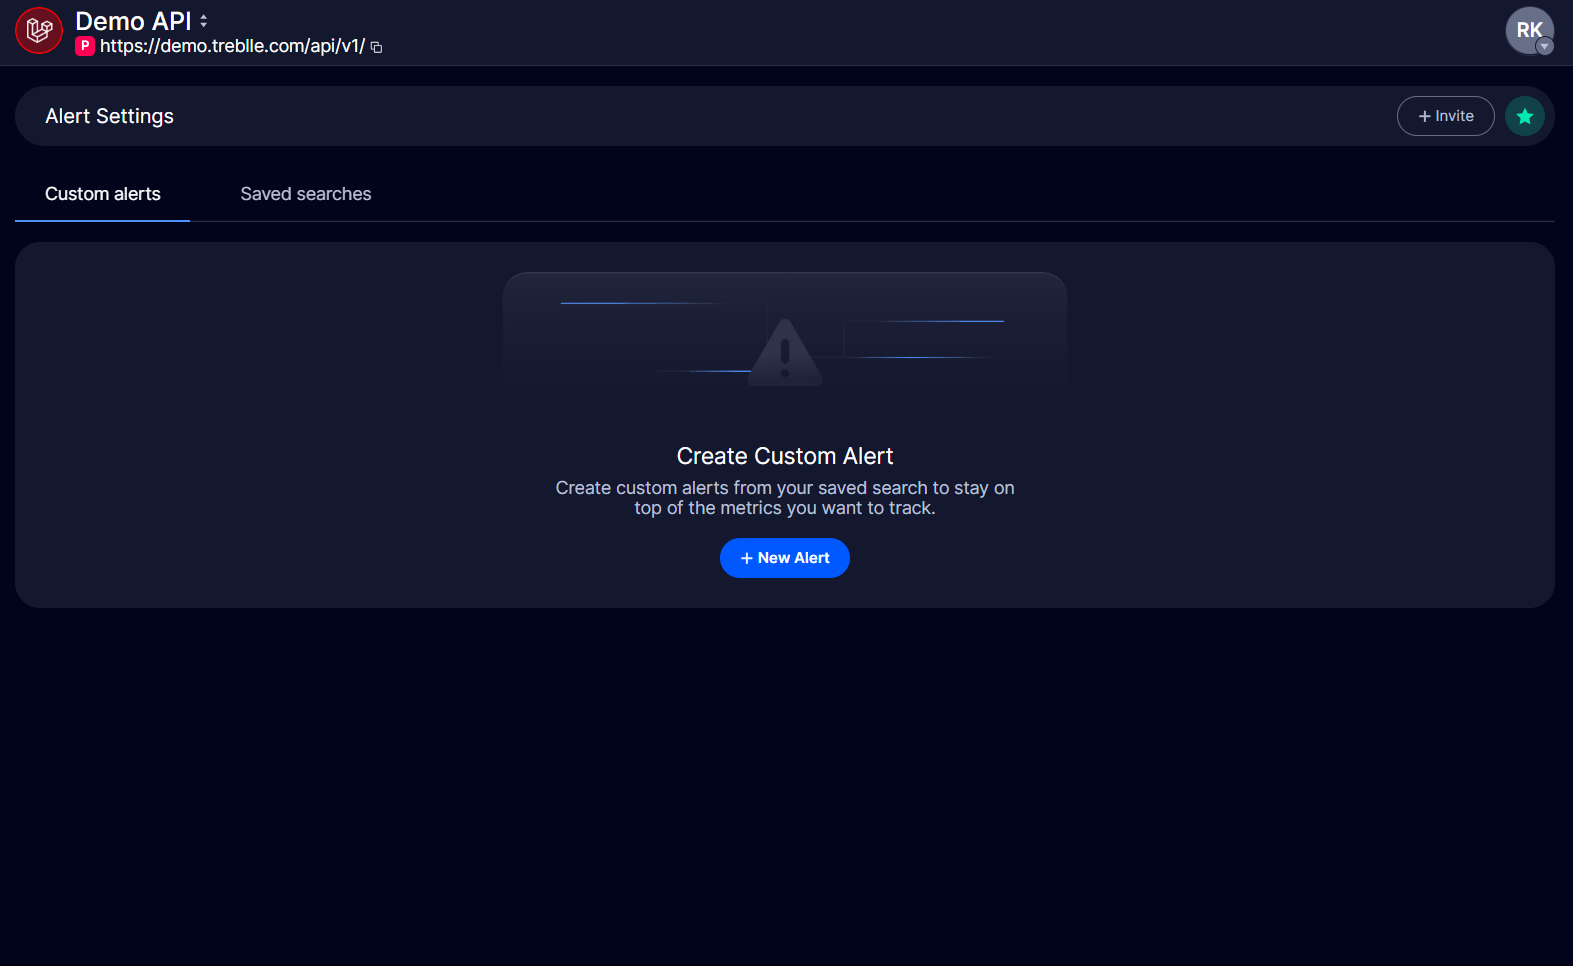 Demo API
P https://demo.treblle.com/api/v1/
RK
Alert Settings
+ Invite
Custom alerts
Saved searches
Create Custom Alert
Create custom alerts from your saved search to stay on
top of the metrics you want to track.
+ New Alert